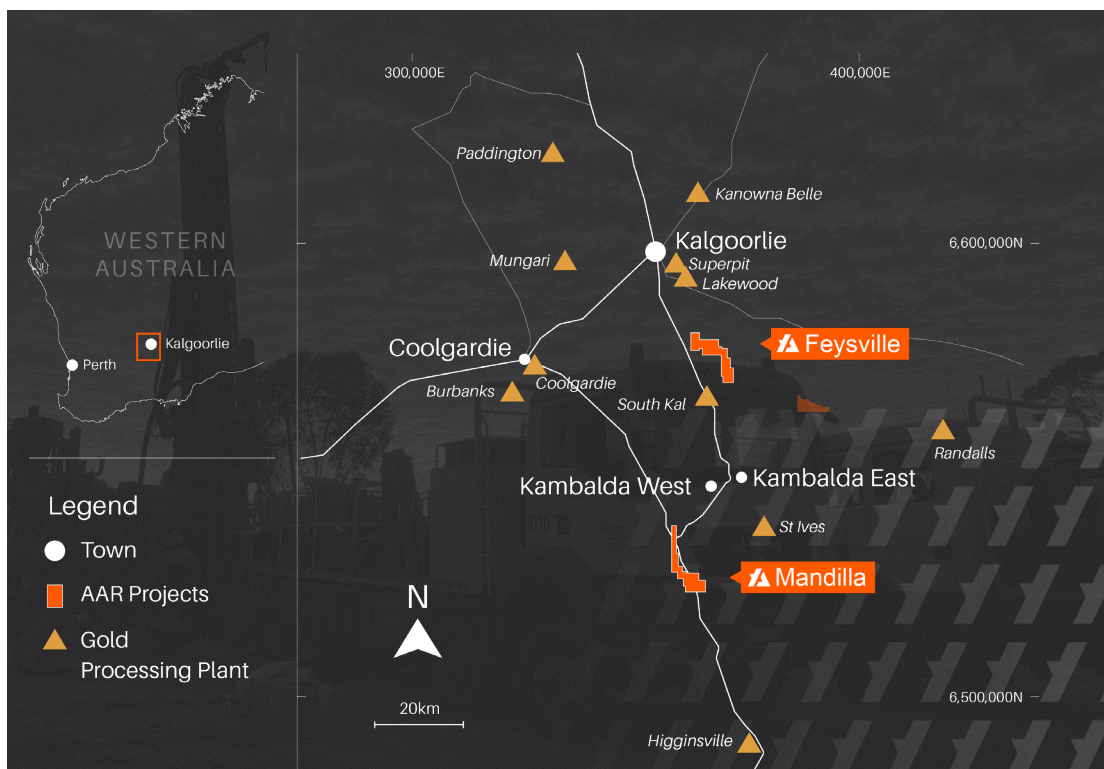 300,000E
400,000E
Paddington
Kanowna Belle
WESTERN
AUSTRALIA
Kalgoorlie
6,600,000N
Mungari
Superpit
Lakewood
Kalgoorlie
Perth
Coolgardie
Feysville
Coolgardie
Burbanks
South Kal
Randalls
Kambalda West
Kambalda East
St Ives
Mandilla
Legend
Town
AAR Projects
Gold
Processing Plant
N
20km
6,500,000N
Higginsville